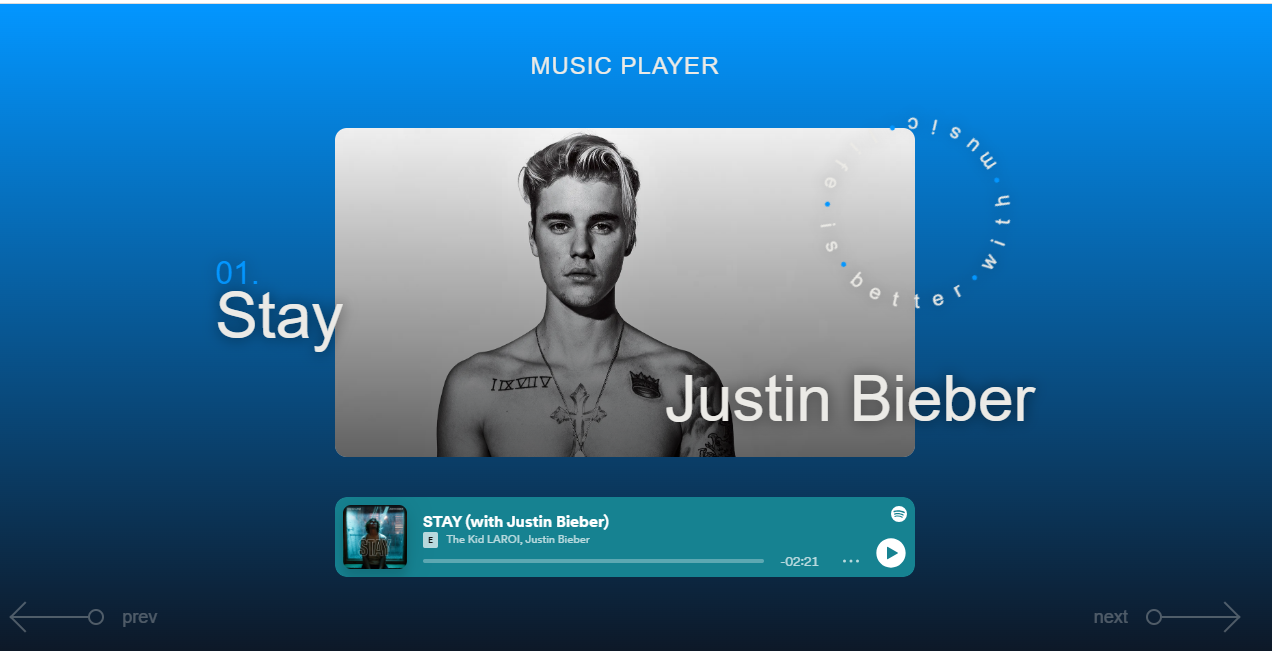 MUSIC PLAYER
life • is • better • with • music •
01.
Stay
IIXVIIV
Justin Bieber
STAY (with Justin Bieber)
STAY
E
The Kid LAROI, Justin Bieber
-02:21
prev
next